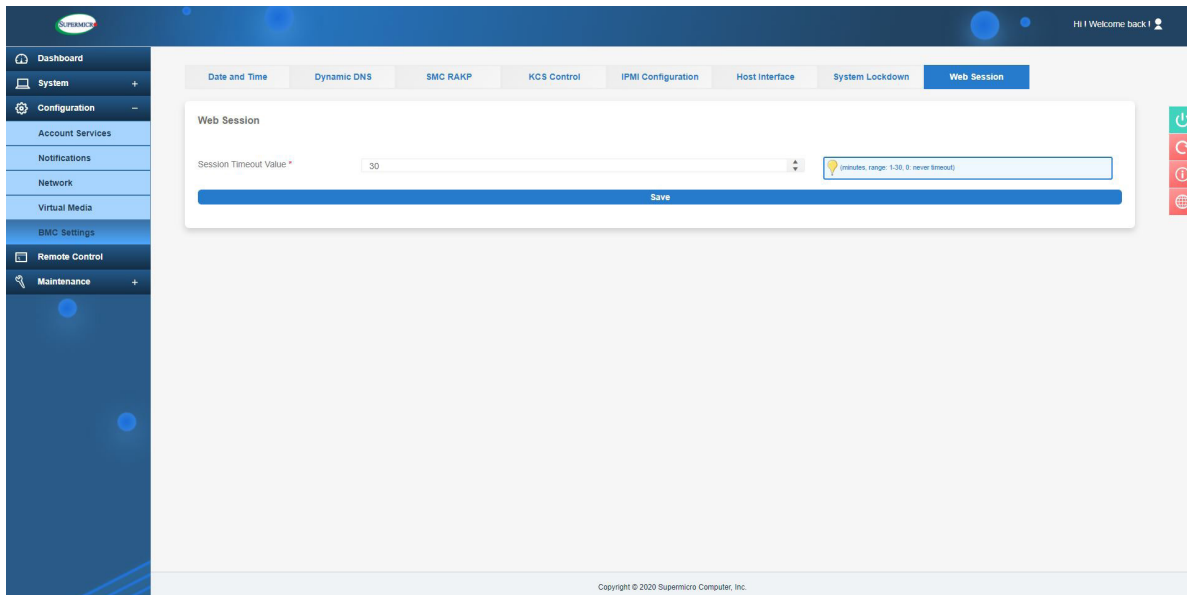 SUPERMICR
Hi ! Welcome back !
Dashboard
System +
Configuration −
Account Services
Notifications
Network
Virtual Media
BMC Settings
Remote Control
Maintenance +
Date and Time Dynamic DNS SMC RAKP KCS Control IPMI Configuration Host Interface System Lockdown Web Session
Web Session
Session Timeout Value * 30 (minutes, range: 1-30, 0: never timeout)
Save
Copyright © 2020 Supermicro Computer, Inc.